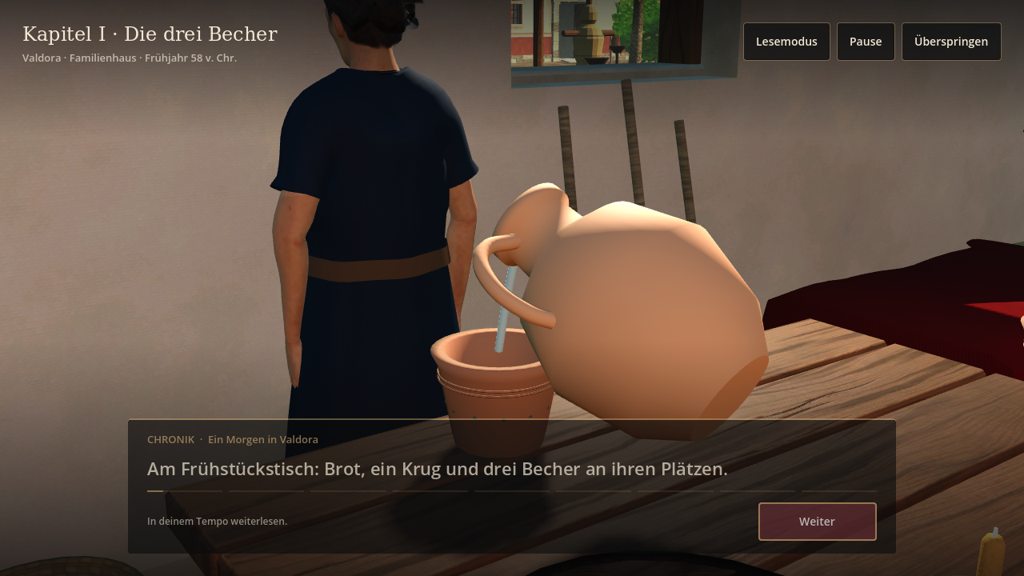 Kapitel I · Die drei Becher
Valdora · Familienhaus · Frühjahr 58 v. Chr.
Lesemodus
Pause
Überspringen
CHRONIK · Ein Morgen in Valdora
Am Frühstückstisch: Brot, ein Krug und drei Becher an ihren Plätzen.
In deinem Tempo weiterlesen.
Weiter